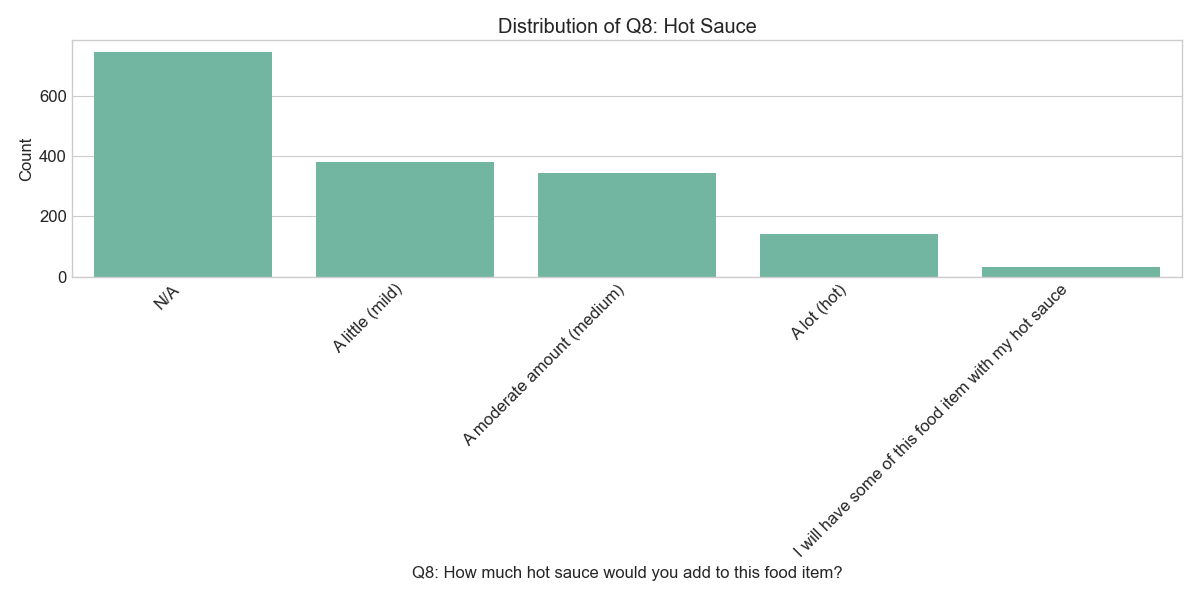 Distribution of Q8: Hot Sauce
Count
600
400
200
0
N/A
A little (mild)
A moderate amount (medium)
A lot (hot)
I will have some of this food item with my hot sauce
Q8: How much hot sauce would you add to this food item?